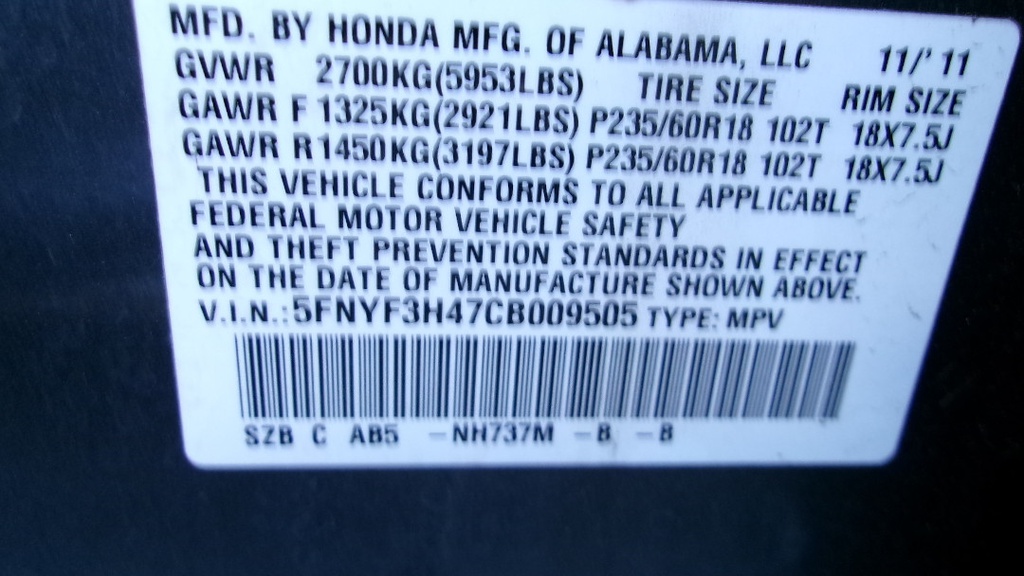 MFD. BY HONDA MFG. OF ALABAMA, LLC 11/'11
GVWR 2700KG(5953LBS) TIRE SIZE RIM SIZE
GAWR F 1325KG(2921LBS) P235/60R18 102T 18X7.5J
GAWR R1450KG(3197LBS) P235/60R18 102T 18X7.5J
THIS VEHICLE CONFORMS TO ALL APPLICABLE
FEDERAL MOTOR VEHICLE SAFETY
AND THEFT PREVENTION STANDARDS IN EFFECT
ON THE DATE OF MANUFACTURE SHOWN ABOVE.
V.I.N.:5FNYF3H47CB009505 TYPE: MPV
SZB C AB5 -NH737M -B -B